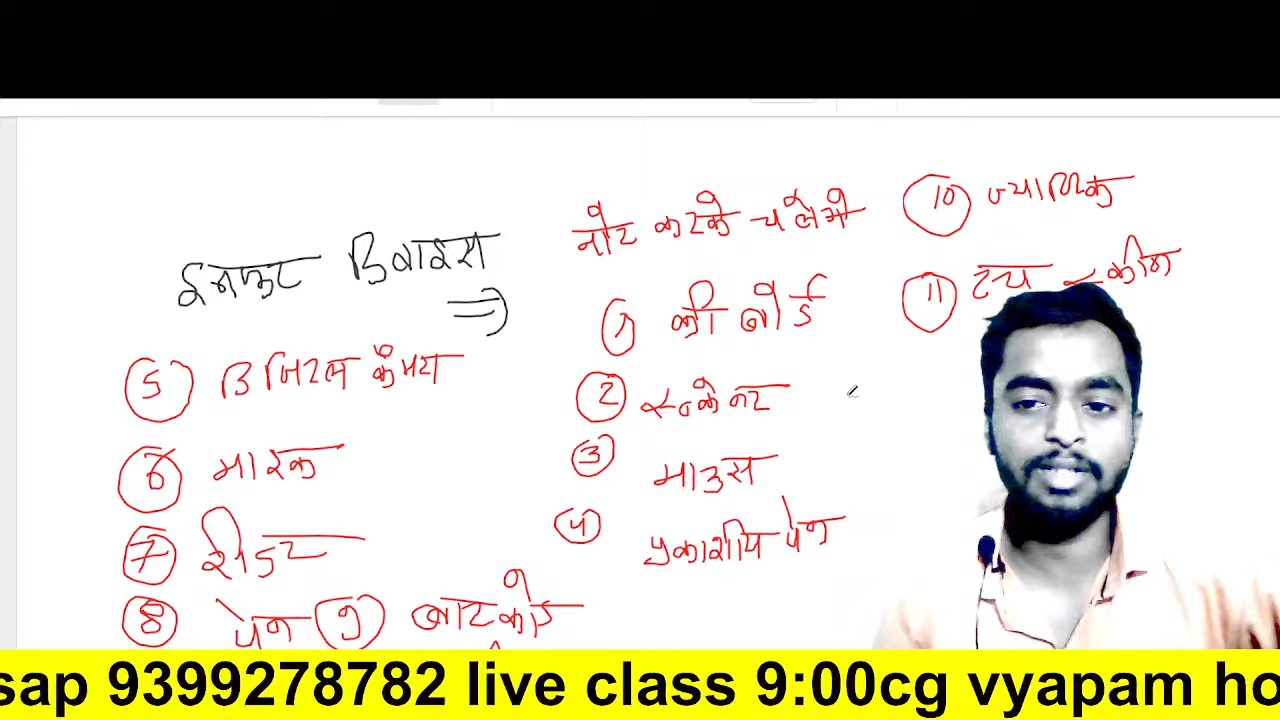 इनपुट डिवाइस
=>
नोट करके चलेगे
① की बोर्ड
② स्केनर
③ माउस
④ प्रकाशीय पेन
⑤ डिजिटल कैमरा
⑥ माइक
⑦ रीडर
⑧ पेन ⑨ बारकोड
⑩
⑪ टच स्कीन
sap 9399278782 live class 9:00cg vyapam ho